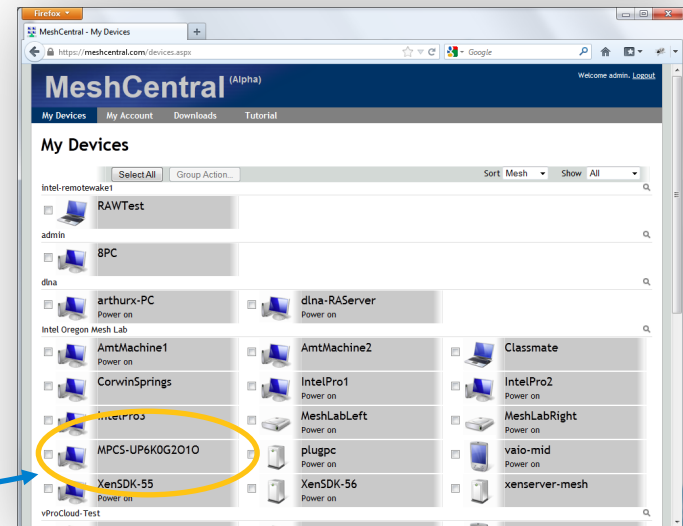 Firefox
MeshCentral - My Devices
+
https://meshcentral.com/devices.aspx
Google
MeshCentral (Alpha)
Welcome admin. Logout
My Devices My Account Downloads Tutorial
My Devices
Select All Group Action... Sort Mesh Show All
intel-remotewake1
RAWTest
admin
8PC
dlna
arthurx-PC dlna-RAServer
Power on Power on
Intel Oregon Mesh Lab
AmtMachine1 AmtMachine2 Classmate
Power on
CorwinSprings IntelPro1 IntelPro2
Power on Power on
IntelPro3 MeshLabLeft MeshLabRight
Power on Power on
MPCS-UP6K0G2O1O plugpc vaio-mid
Power on Power on
XenSDK-55 XenSDK-56 xenserver-mesh
Power on Power on
vProCloud-Test